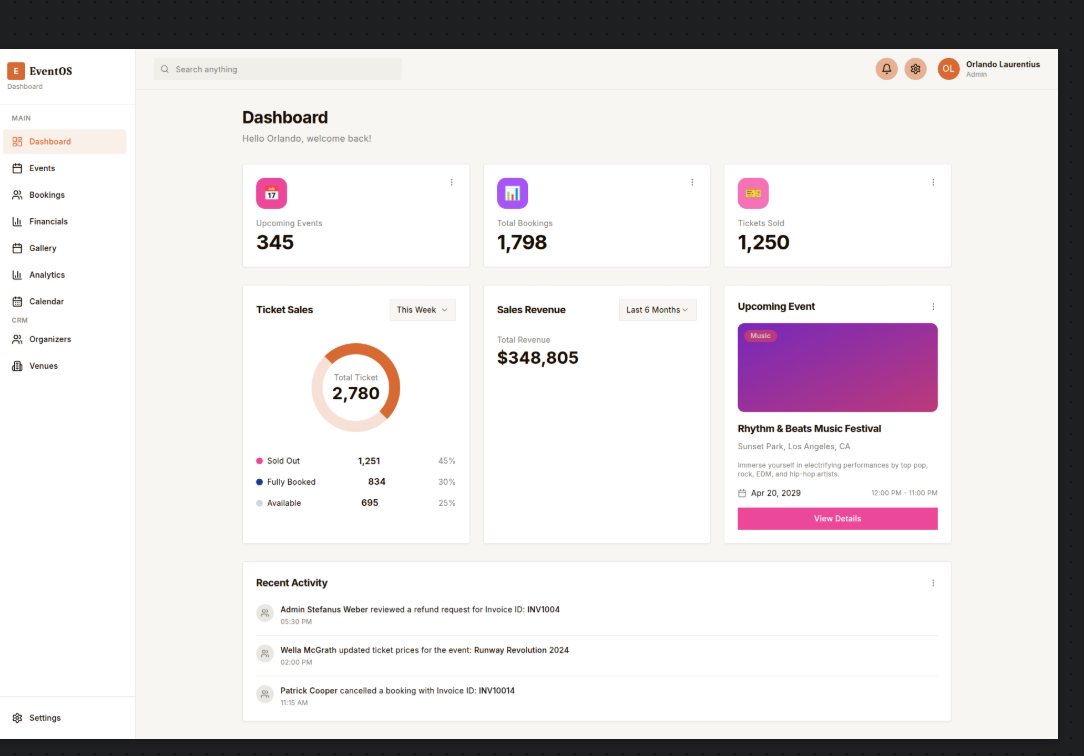 E EventOS
Dashboard
Search anything
OL
Orlando Laurentius
Admin
MAIN
Dashboard
Events
Bookings
Financials
Gallery
Analytics
Calendar
CRM
Organizers
Venues
Settings
Dashboard
Hello Orlando, welcome back!
17
Upcoming Events
345
Total Bookings
1,798
Tickets Sold
1,250
Ticket Sales
This Week
Total Ticket
2,780
Sold Out 1,251 45%
Fully Booked 834 30%
Available 695 25%
Sales Revenue
Last 6 Months
Total Revenue
$348,805
Upcoming Event
Music
Rhythm & Beats Music Festival
Sunset Park, Los Angeles, CA
Immerse yourself in electrifying performances by top pop,
rock, EDM, and hip-hop artists.
Apr 20, 2029 12:00 PM - 11:00 PM
View Details
Recent Activity
Admin Stefanus Weber reviewed a refund request for Invoice ID: INV1004
05:30 PM
Wella McGrath updated ticket prices for the event: Runway Revolution 2024
02:00 PM
Patrick Cooper cancelled a booking with Invoice ID: INV10014
11:15 AM